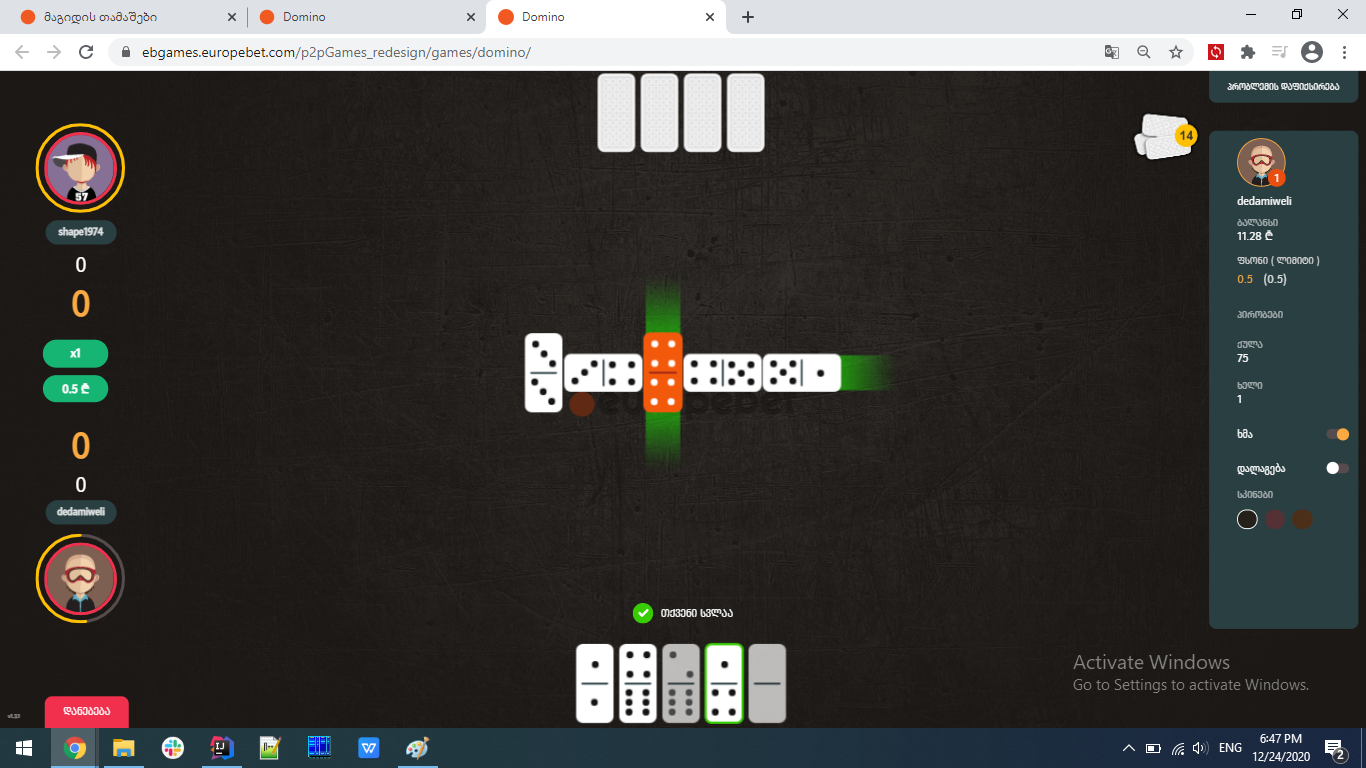 მაგიდის თამაშები
Domino
Domino
ebgames.europebet.com/p2pGames_redesign/games/domino/
პრობლემის დაფიქსირება
14
57
shape1974
0
0
x1
0.5 ₾
0
0
dedamiweli
1
dedamiweli
ბალანსი
11.28 ₾
ფსონი ( ლიმიტი )
0.5 (0.5)
პირობები
ქულა
75
ხელი
1
ხმა
დალაგება
სკინები
europebet
თქვენი სვლაა
Activate Windows
Go to Settings to activate Windows.
დანებება
ENG
6:47 PM
12/24/2020
2